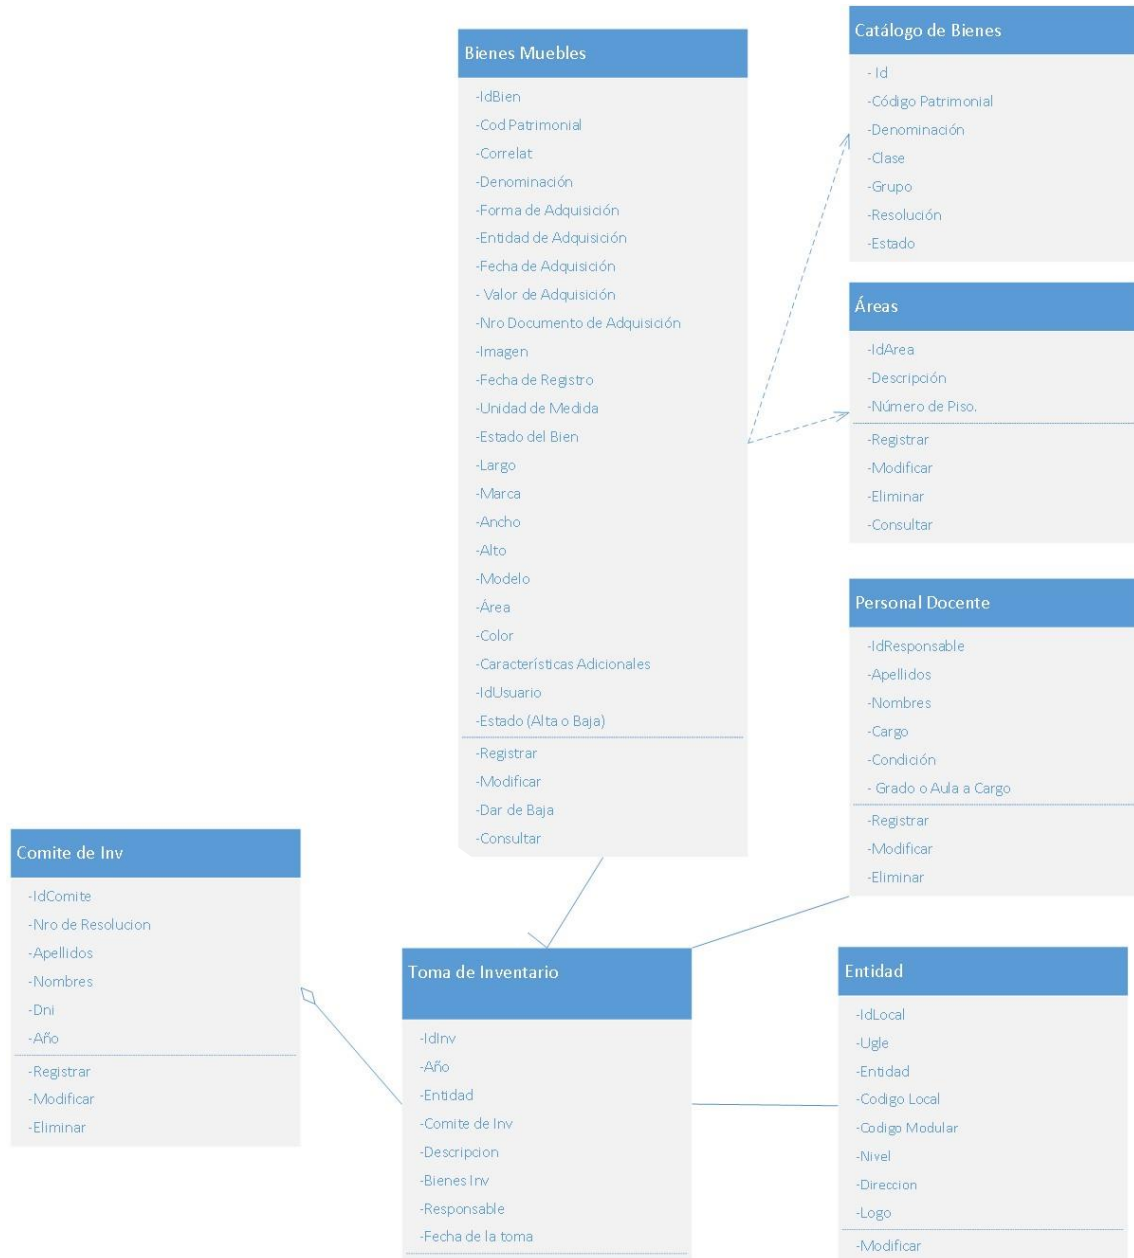 Bienes Muebles
-IdBien
-Cod Patrimonial
-Correlat
-Denominación
-Forma de Adquisición
-Entidad de Adquisición
-Fecha de Adquisición
- Valor de Adquisición
-Nro Documento de Adquisición
-Imagen
-Fecha de Registro
-Unidad de Medida
-Estado del Bien
-Largo
-Marca
-Ancho
-Alto
-Modelo
-Área
-Color
-Características Adicionales
-IdUsuario
-Estado (Alta o Baja)
-Registrar
-Modificar
-Dar de Baja
-Consultar
Catálogo de Bienes
- Id
-Código Patrimonial
-Denominación
-Clase
-Grupo
-Resolución
-Estado
Áreas
-IdArea
-Descripción
-Número de Piso.
-Registrar
-Modificar
-Eliminar
-Consultar
Personal Docente
-IdResponsable
-Apellidos
-Nombres
-Cargo
-Condición
- Grado o Aula a Cargo
-Registrar
-Modificar
-Eliminar
Comite de Inv
-IdComite
-Nro de Resolucion
-Apellidos
-Nombres
-Dni
-Año
-Registrar
-Modificar
-Eliminar
Toma de Inventario
-IdInv
-Año
-Entidad
-Comite de Inv
-Descripcion
-Bienes Inv
-Responsable
-Fecha de la toma
Entidad
-IdLocal
-Ugle
-Entidad
-Codigo Local
-Codigo Modular
-Nivel
-Direccion
-Logo
-Modificar